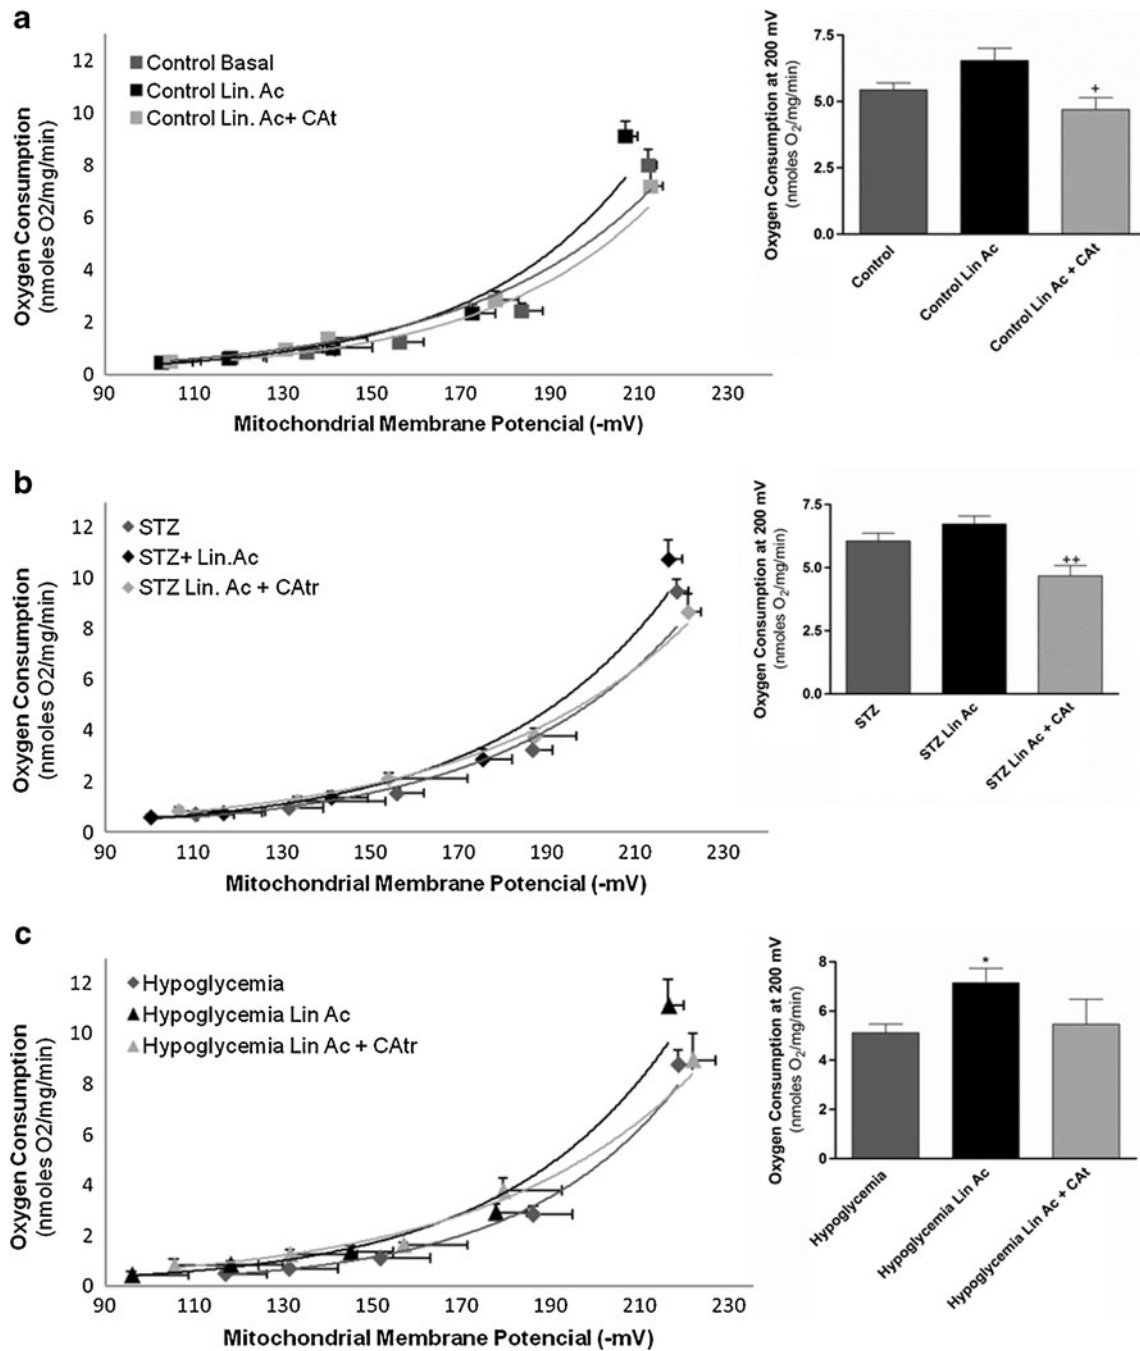 a
Oxygen Consumption
(nmoles O2/mg/min)
12
10
8
6
4
2
0
Control Basal
Control Lin. Ac
Control Lin. Ac+ CAt
90 110 130 150 170 190 210 230
Mitochondrial Membrane Potencial (-mV)
Oxygen Consumption at 200 mV
(nmoles O2/mg/min)
7.5
5.0
2.5
0.0
+
Control
Control Lin Ac
Control Lin Ac + CAt
b
Oxygen Consumption
(nmoles O2/mg/min)
12
10
8
6
4
2
0
STZ
STZ+ Lin.Ac
STZ Lin. Ac + CAtr
90 110 130 150 170 190 210 230
Mitochondrial Membrane Potencial (-mV)
Oxygen Consumption at 200 mV
(nmoles O2/mg/min)
7.5
5.0
2.5
0.0
++
STZ
STZ Lin Ac
STZ Lin Ac + CAt
c
Oxygen Consumption
(nmoles O2/mg/min)
12
10
8
6
4
2
0
Hypoglycemia
Hypoglycemia Lin Ac
Hypoglycemia Lin Ac + CAtr
90 110 130 150 170 190 210 230
Mitochondrial Membrane Potencial (-mV)
Oxygen Consumption at 200 mV
(nmoles O2/mg/min)
8
6
4
2
0
*
Hypoglycemia
Hypoglycemia Lin Ac
Hypoglycemia Lin Ac + CAt